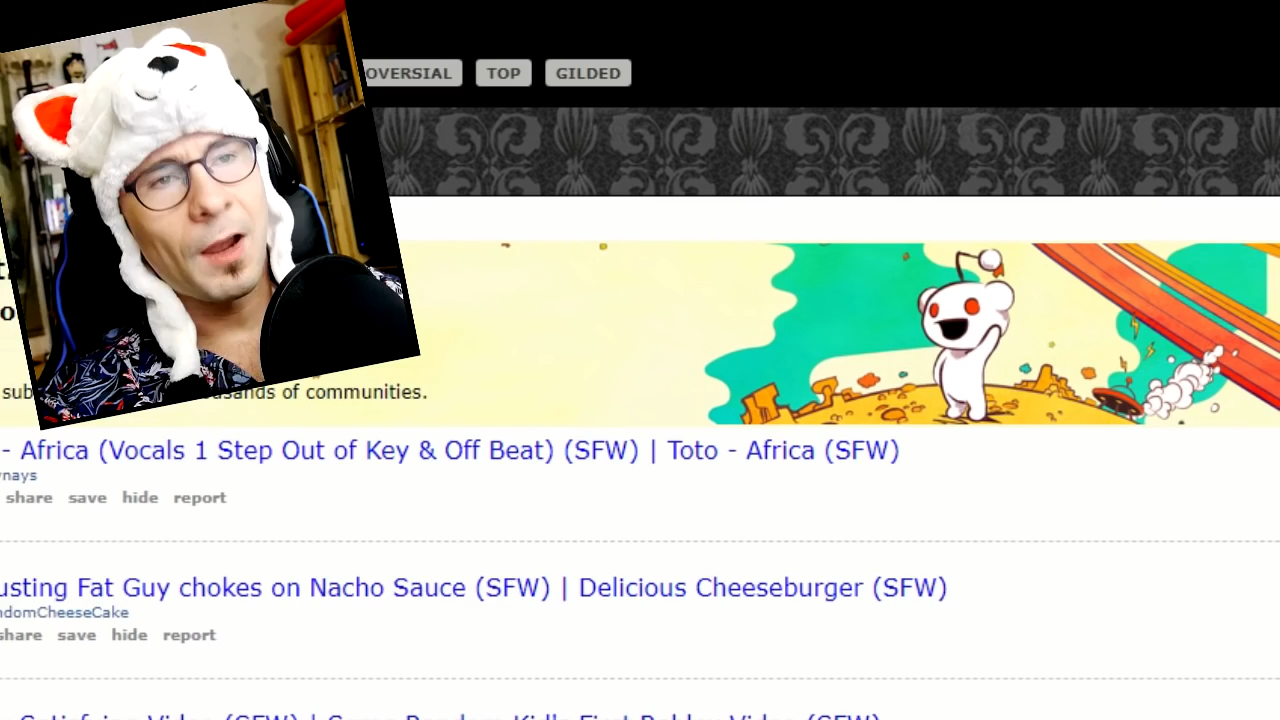 OVERSIAL TOP GILDED
sands of communities.
- Africa (Vocals 1 Step Out of Key & Off Beat) (SFW) | Toto - Africa (SFW)
nays
share save hide report
usting Fat Guy chokes on Nacho Sauce (SFW) | Delicious Cheeseburger (SFW)
ndomCheeseCake
share save hide report